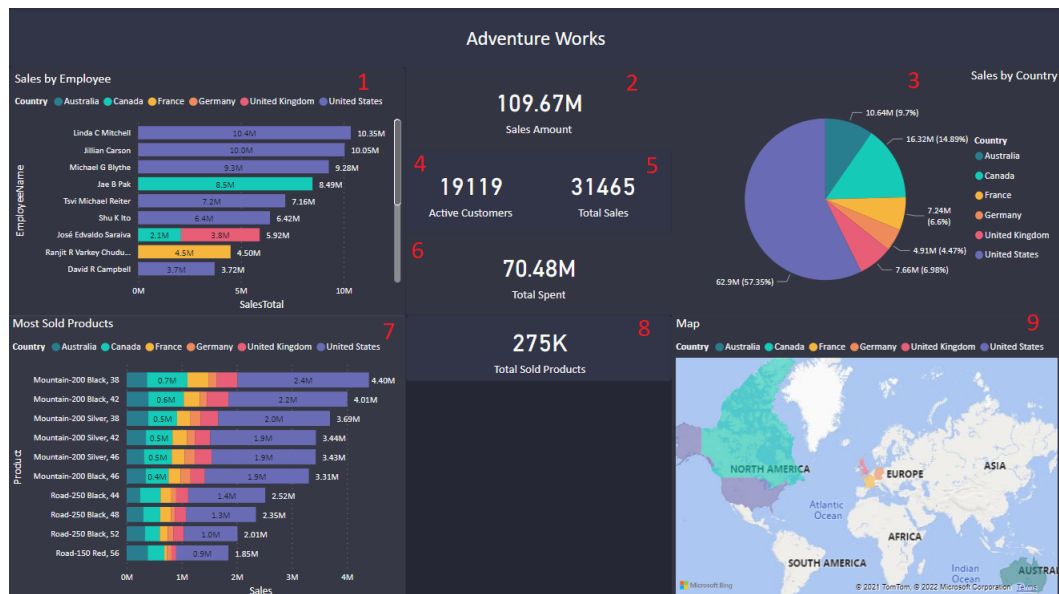 Adventure Works
Sales by Employee
1
Country Australia Canada France Germany United Kingdom United States
EmployeeName
Linda C Mitchell 10.4M 10.35M
Jillian Carson 10.0M 10.05M
Michael G Blythe 9.3M 9.28M
Jae B Pak 8.5M 8.49M
Tsvi Michael Reiter 7.2M 7.16M
Shu K Ito 6.4M 6.42M
José Edvaldo Saraiva 2.1M 3.8M 5.92M
Ranjit R Varkey Chudu... 4.5M 4.50M
David R Campbell 3.7M 3.72M
0M 5M 10M
SalesTotal
2
109.67M
Sales Amount
4
19119
Active Customers
5
31465
Total Sales
6
70.48M
Total Spent
3
Sales by Country
10.64M (9.7%)
16.32M (14.89%)
7.24M
(6.6%)
4.91M (4.47%)
7.66M (6.98%)
62.9M (57.35%)
Country
Australia
Canada
France
Germany
United Kingdom
United States
Most Sold Products
7
Country Australia Canada France Germany United Kingdom United States
Product
Mountain-200 Black, 38 0.7M 2.4M 4.40M
Mountain-200 Black, 42 0.6M 2.2M 4.01M
Mountain-200 Silver, 38 0.5M 2.0M 3.69M
Mountain-200 Silver, 42 0.5M 1.9M 3.44M
Mountain-200 Silver, 46 0.5M 1.9M 3.43M
Mountain-200 Black, 46 0.4M 1.9M 3.31M
Road-250 Black, 44 1.4M 2.52M
Road-250 Black, 48 1.3M 2.35M
Road-250 Black, 52 1.0M 2.01M
Road-150 Red, 56 0.9M 1.85M
0M 1M 2M 3M 4M
Sales
8
275K
Total Sold Products
Map
9
Country Australia Canada France Germany United Kingdom United States
NORTH AMERICA
EUROPE
ASIA
Atlantic
Ocean
AFRICA
SOUTH AMERICA
Indian
Ocean
AUSTRA
Microsoft Bing
© 2021 TomTom, © 2022 Microsoft Corporation Terms